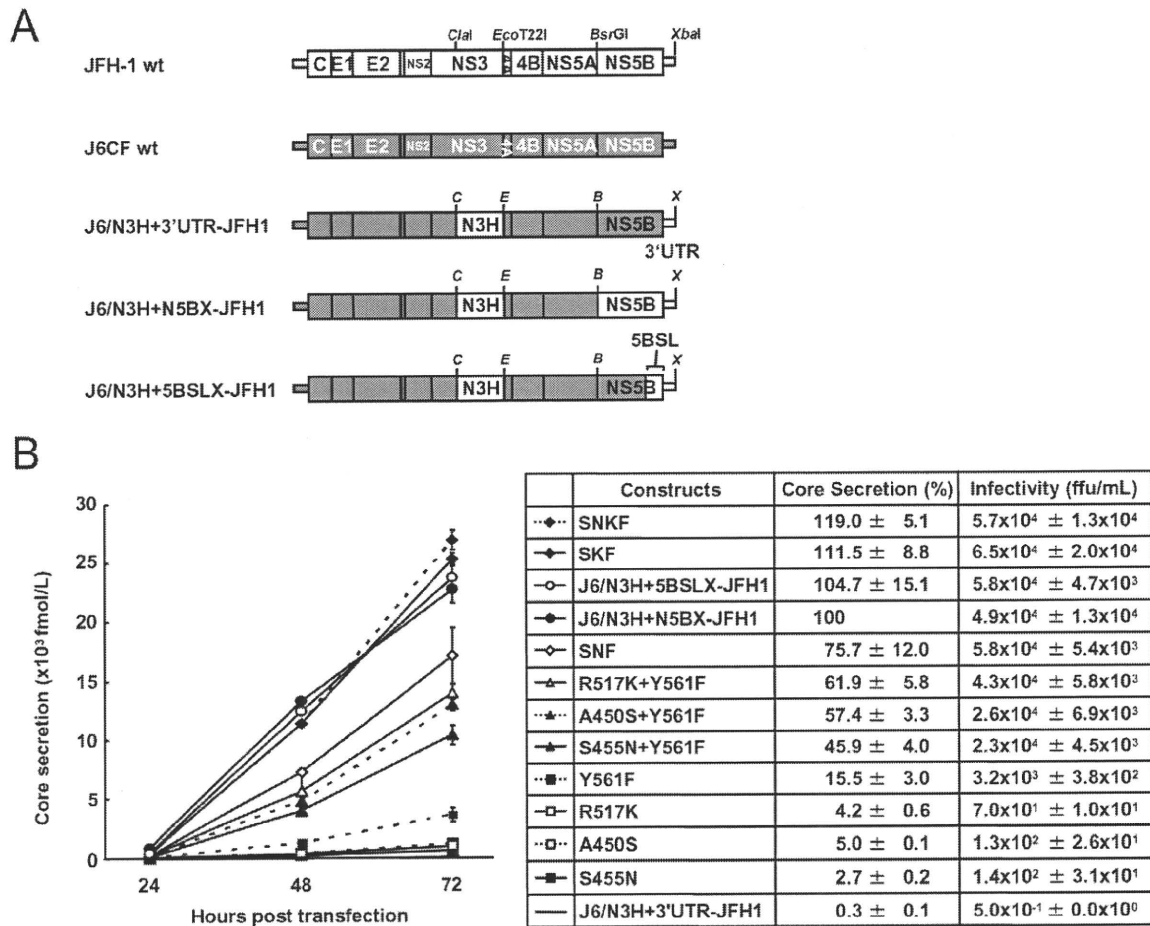 A
ClaI EcoT22I BsrGI XbaI
JFH-1 wt C E1 E2 NS2 NS3 4A 4B NS5A NS5B
J6CF wt C E1 E2 NS2 NS3 4A 4B NS5A NS5B
C E B X
J6/N3H+3'UTR-JFH1 N3H NS5B
3'UTR
C E B X
J6/N3H+N5BX-JFH1 N3H NS5B
5BSL
C E B X
J6/N3H+5BSLX-JFH1 N3H NS5B
B
Core secretion (x10³ fmol/L)
30
25
20
15
10
5
0
24 48 72
Hours post transfection
Constructs Core Secretion (%) Infectivity (ffu/mL)
SNKF 119.0 ± 5.1 5.7x10⁴ ± 1.3x10⁴
SKF 111.5 ± 8.8 6.5x10⁴ ± 2.0x10⁴
J6/N3H+5BSLX-JFH1 104.7 ± 15.1 5.8x10⁴ ± 4.7x10³
J6/N3H+N5BX-JFH1 100 4.9x10⁴ ± 1.3x10⁴
SNF 75.7 ± 12.0 5.8x10⁴ ± 5.4x10³
R517K+Y561F 61.9 ± 5.8 4.3x10⁴ ± 5.8x10³
A450S+Y561F 57.4 ± 3.3 2.6x10⁴ ± 6.9x10³
S455N+Y561F 45.9 ± 4.0 2.3x10⁴ ± 4.5x10³
Y561F 15.5 ± 3.0 3.2x10³ ± 3.8x10²
R517K 4.2 ± 0.6 7.0x10¹ ± 1.0x10¹
A450S 5.0 ± 0.1 1.3x10² ± 2.6x10¹
S455N 2.7 ± 0.2 1.4x10² ± 3.1x10¹
J6/N3H+3'UTR-JFH1 0.3 ± 0.1 5.0x10⁻¹ ± 0.0x10⁰